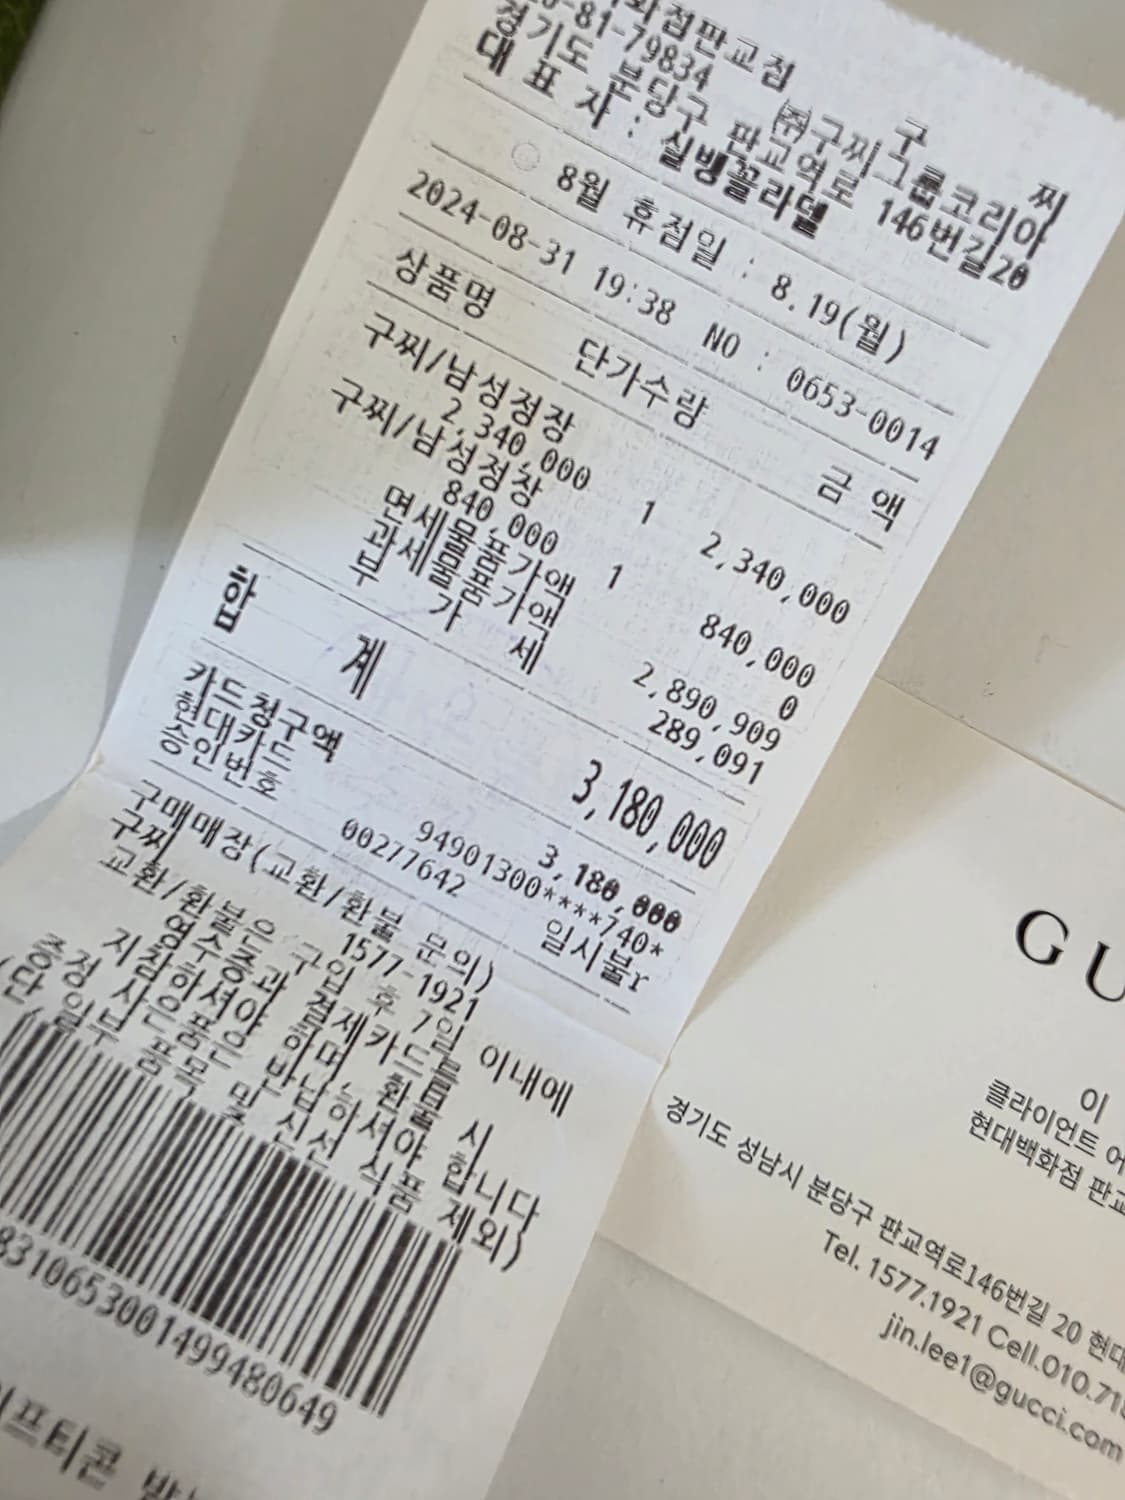 화점판교점 구 찌
81-79834 ㈜구찌그룹코리아
경기도 분당구 판교역로 146번길20
대 표 자 :
8월 휴점일 : 8.19(월)
2024-08-31 19:38 NO : 0653-0014
상품명 단가수량 금 액
구찌/남성정장
2,340,000 1 2,340,000
구찌/남성정장
840,000 1 840,000
면세물품가액 0
과세물품가액 2,890,909
부 가 세 289,091
합 계 3,180,000
카드청구액 3,180,000
현대카드 94901300****740*
승인번호 00277642 일시불r
구매매장(교환/환불 문의)
구찌 1577-1921
교환/환불은 구입 후 7일 이내에
영수증과 결제카드를
지참하셔야 하며, 환불 시
증정 사은품은 반납하셔야 합니다
(단 일부 품목 및 신선 식품 제외)
831065300149948​0649
프티콘
GU
이
클라이언트 어
현대백화점 판교
경기도 성남시 분당구 판교역로146번길 20 현대
Tel. 1577.1921 Cell.010.718
jin.lee1@gucci.com